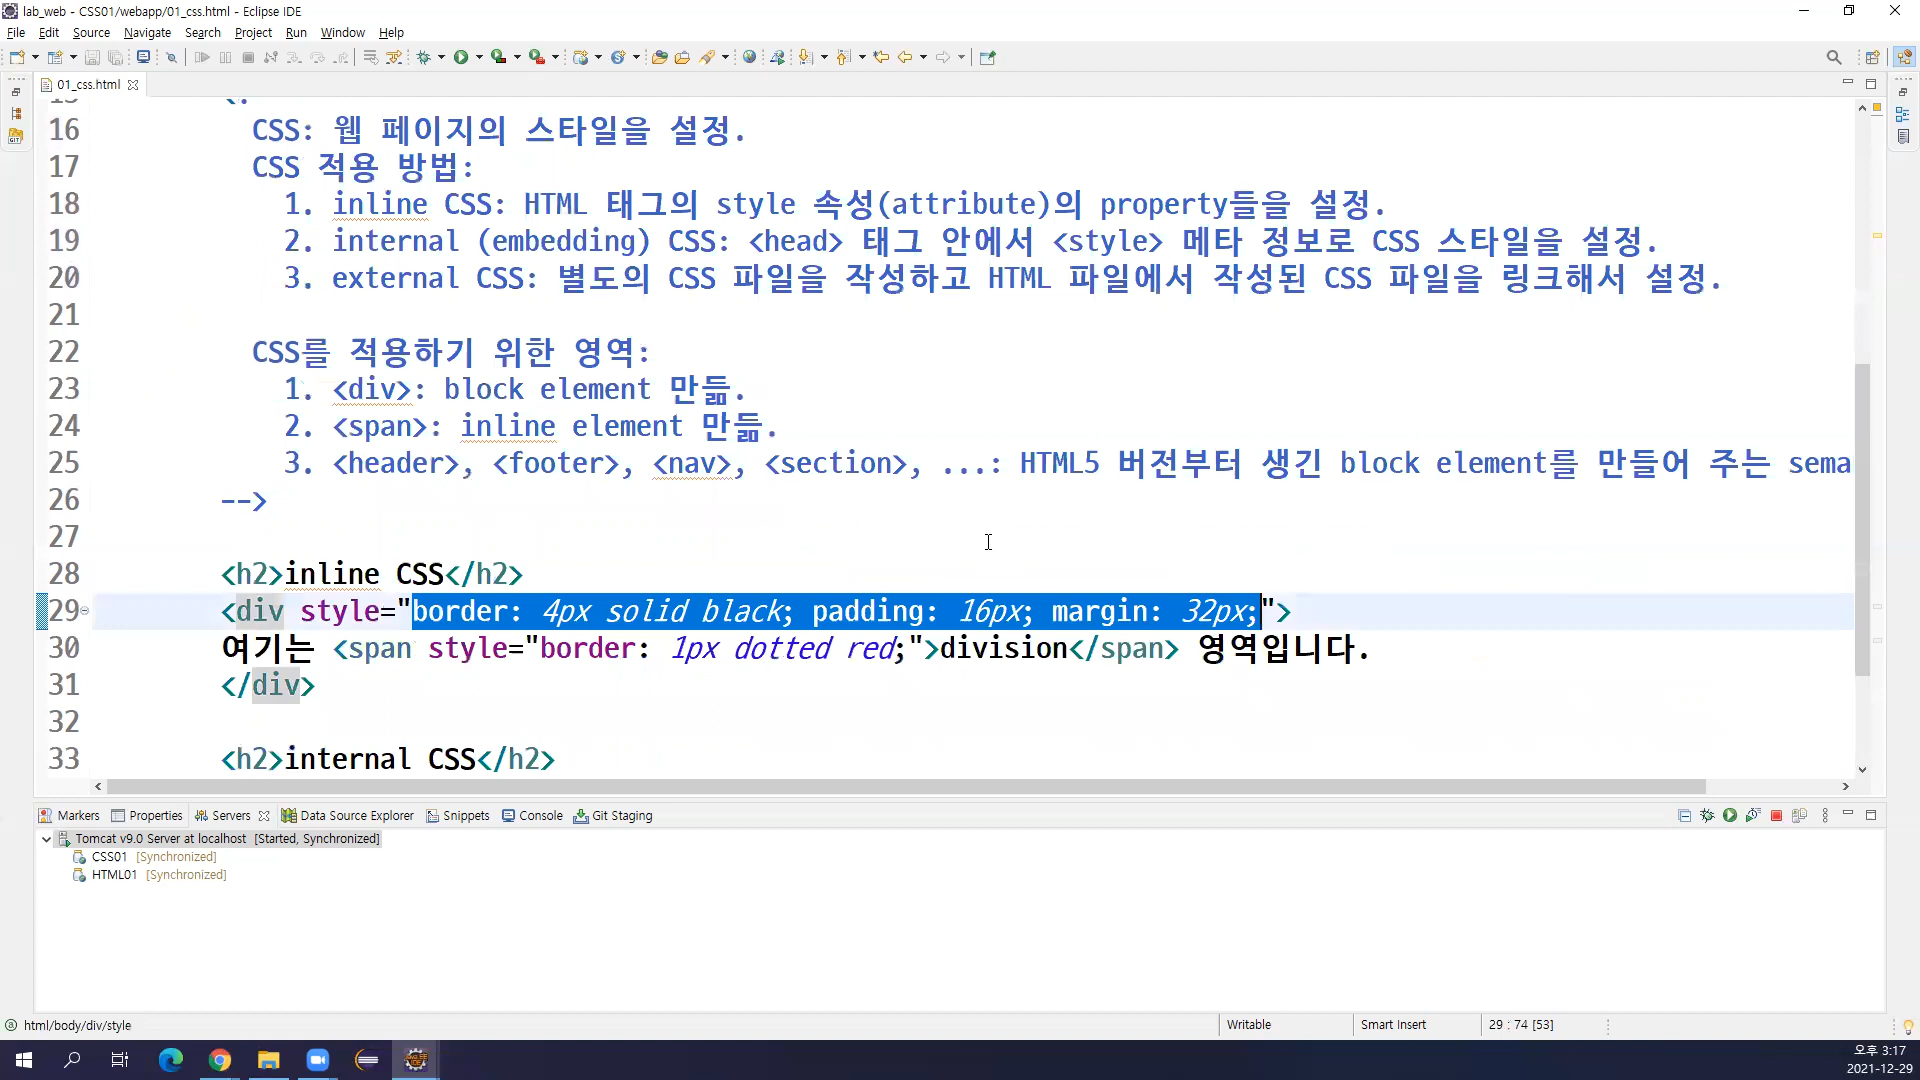 lab_web - CSS01/webapp/01_css.html - Eclipse IDE
File Edit Source Navigate Search Project Run Window Help
01_css.html
16 CSS: 웹 페이지의 스타일을 설정.
17 CSS 적용 방법:
18 1. inline CSS: HTML 태그의 style 속성(attribute)의 property들을 설정.
19 2. internal (embedding) CSS: <head> 태그 안에서 <style> 메타 정보로 CSS 스타일을 설정.
20 3. external CSS: 별도의 CSS 파일을 작성하고 HTML 파일에서 작성된 CSS 파일을 링크해서 설정.
21
22 CSS를 적용하기 위한 영역:
23 1. <div>: block element 만듦.
24 2. <span>: inline element 만듦.
25 3. <header>, <footer>, <nav>, <section>, ...: HTML5 버전부터 생긴 block element를 만들어 주는 sema
26 -->
27
28 <h2>inline CSS</h2>
29 <div style="border: 4px solid black; padding: 16px; margin: 32px;">
30 여기는 <span style="border: 1px dotted red;">division</span> 영역입니다.
31 </div>
32
33 <h2>internal CSS</h2>
Markers Properties Servers Data Source Explorer Snippets Console Git Staging
Tomcat v9.0 Server at localhost [Started, Synchronized]
CSS01 [Synchronized]
HTML01 [Synchronized]
html/body/div/style Writable Smart Insert 29 : 74 [53]
오후 3:17
2021-12-29